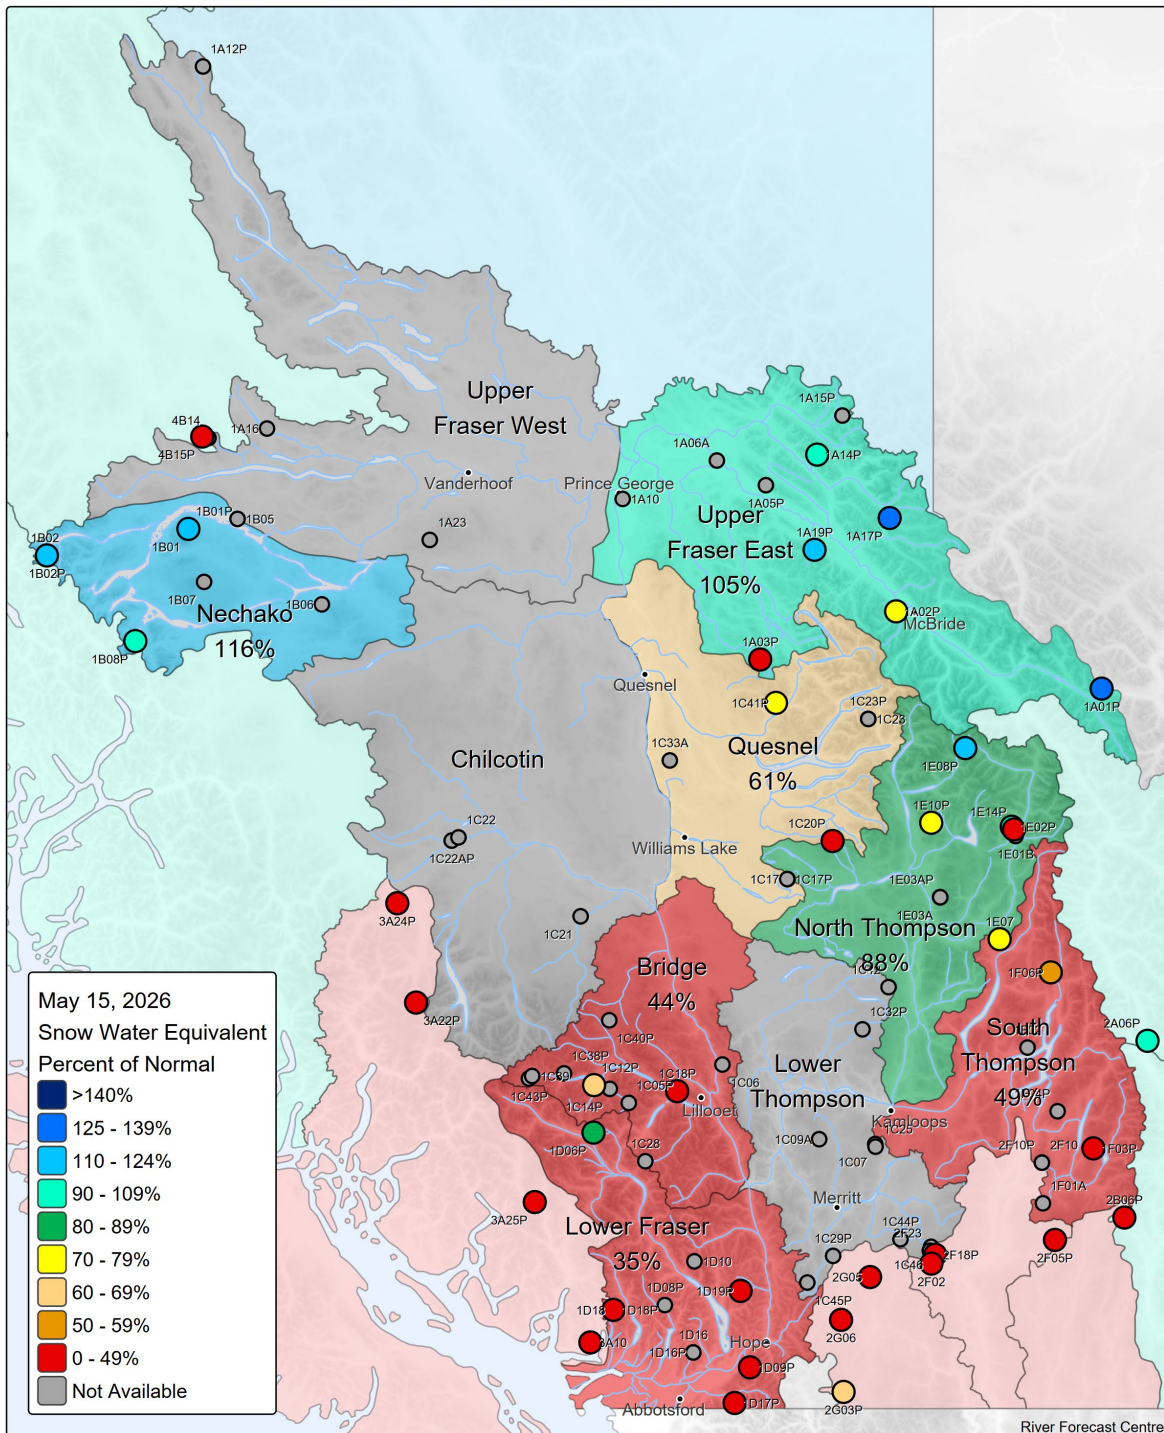 1A12P
Upper
Fraser West
1A15P
4B14
1A16
4B15P
1A06A
1A14P
Vanderhoof
Prince George
1A05P
1A10
1B01P
1B05
Upper
1A17P
1B02
1B01
1A23
Fraser East
1A19P
1B02P
105%
1B07
1B06
Nechako
116%
1A02P
McBride
1B08P
1A03P
Quesnel
1C41P
1C23P
1C23
1A01P
1C33A
Quesnel
61%
Chilcotin
1E08P
1E10P
1E14P
1E02P
1E01B
1C22
1C22AP
1C20P
Williams Lake
1C17
1C17P
1E03AP
1E03A
3A24P
1C21
1E07
North Thompson
88%
Bridge
44%
1F06P
1C32P
3A22P
1C40P
South
Thompson
49%
2A06P
1C38P
1C39
1C43P
1C12P
1C14P
1C05P
1C18P
1C06
Lower
Thompson
Lillooet
Kamloops
1C25
1C09A
1C07
1D06P
1C28
2F10P
2F10
1F03P
1F01A
2B06P
3A25P
Lower Fraser
35%
Merritt
1C44P
2F23
1C29P
2F18P
1C46
2F02
2F05P
1D10
1D08P
1D19P
2G05
1C45P
1D18
1D18P
2G06
3A10
1D16
1D16P
Hope
1D09P
1D17P
Abbotsford
2G03P
May 15, 2026
Snow Water Equivalent
Percent of Normal
>140%
125 - 139%
110 - 124%
90 - 109%
80 - 89%
70 - 79%
60 - 69%
50 - 59%
0 - 49%
Not Available
River Forecast Centre